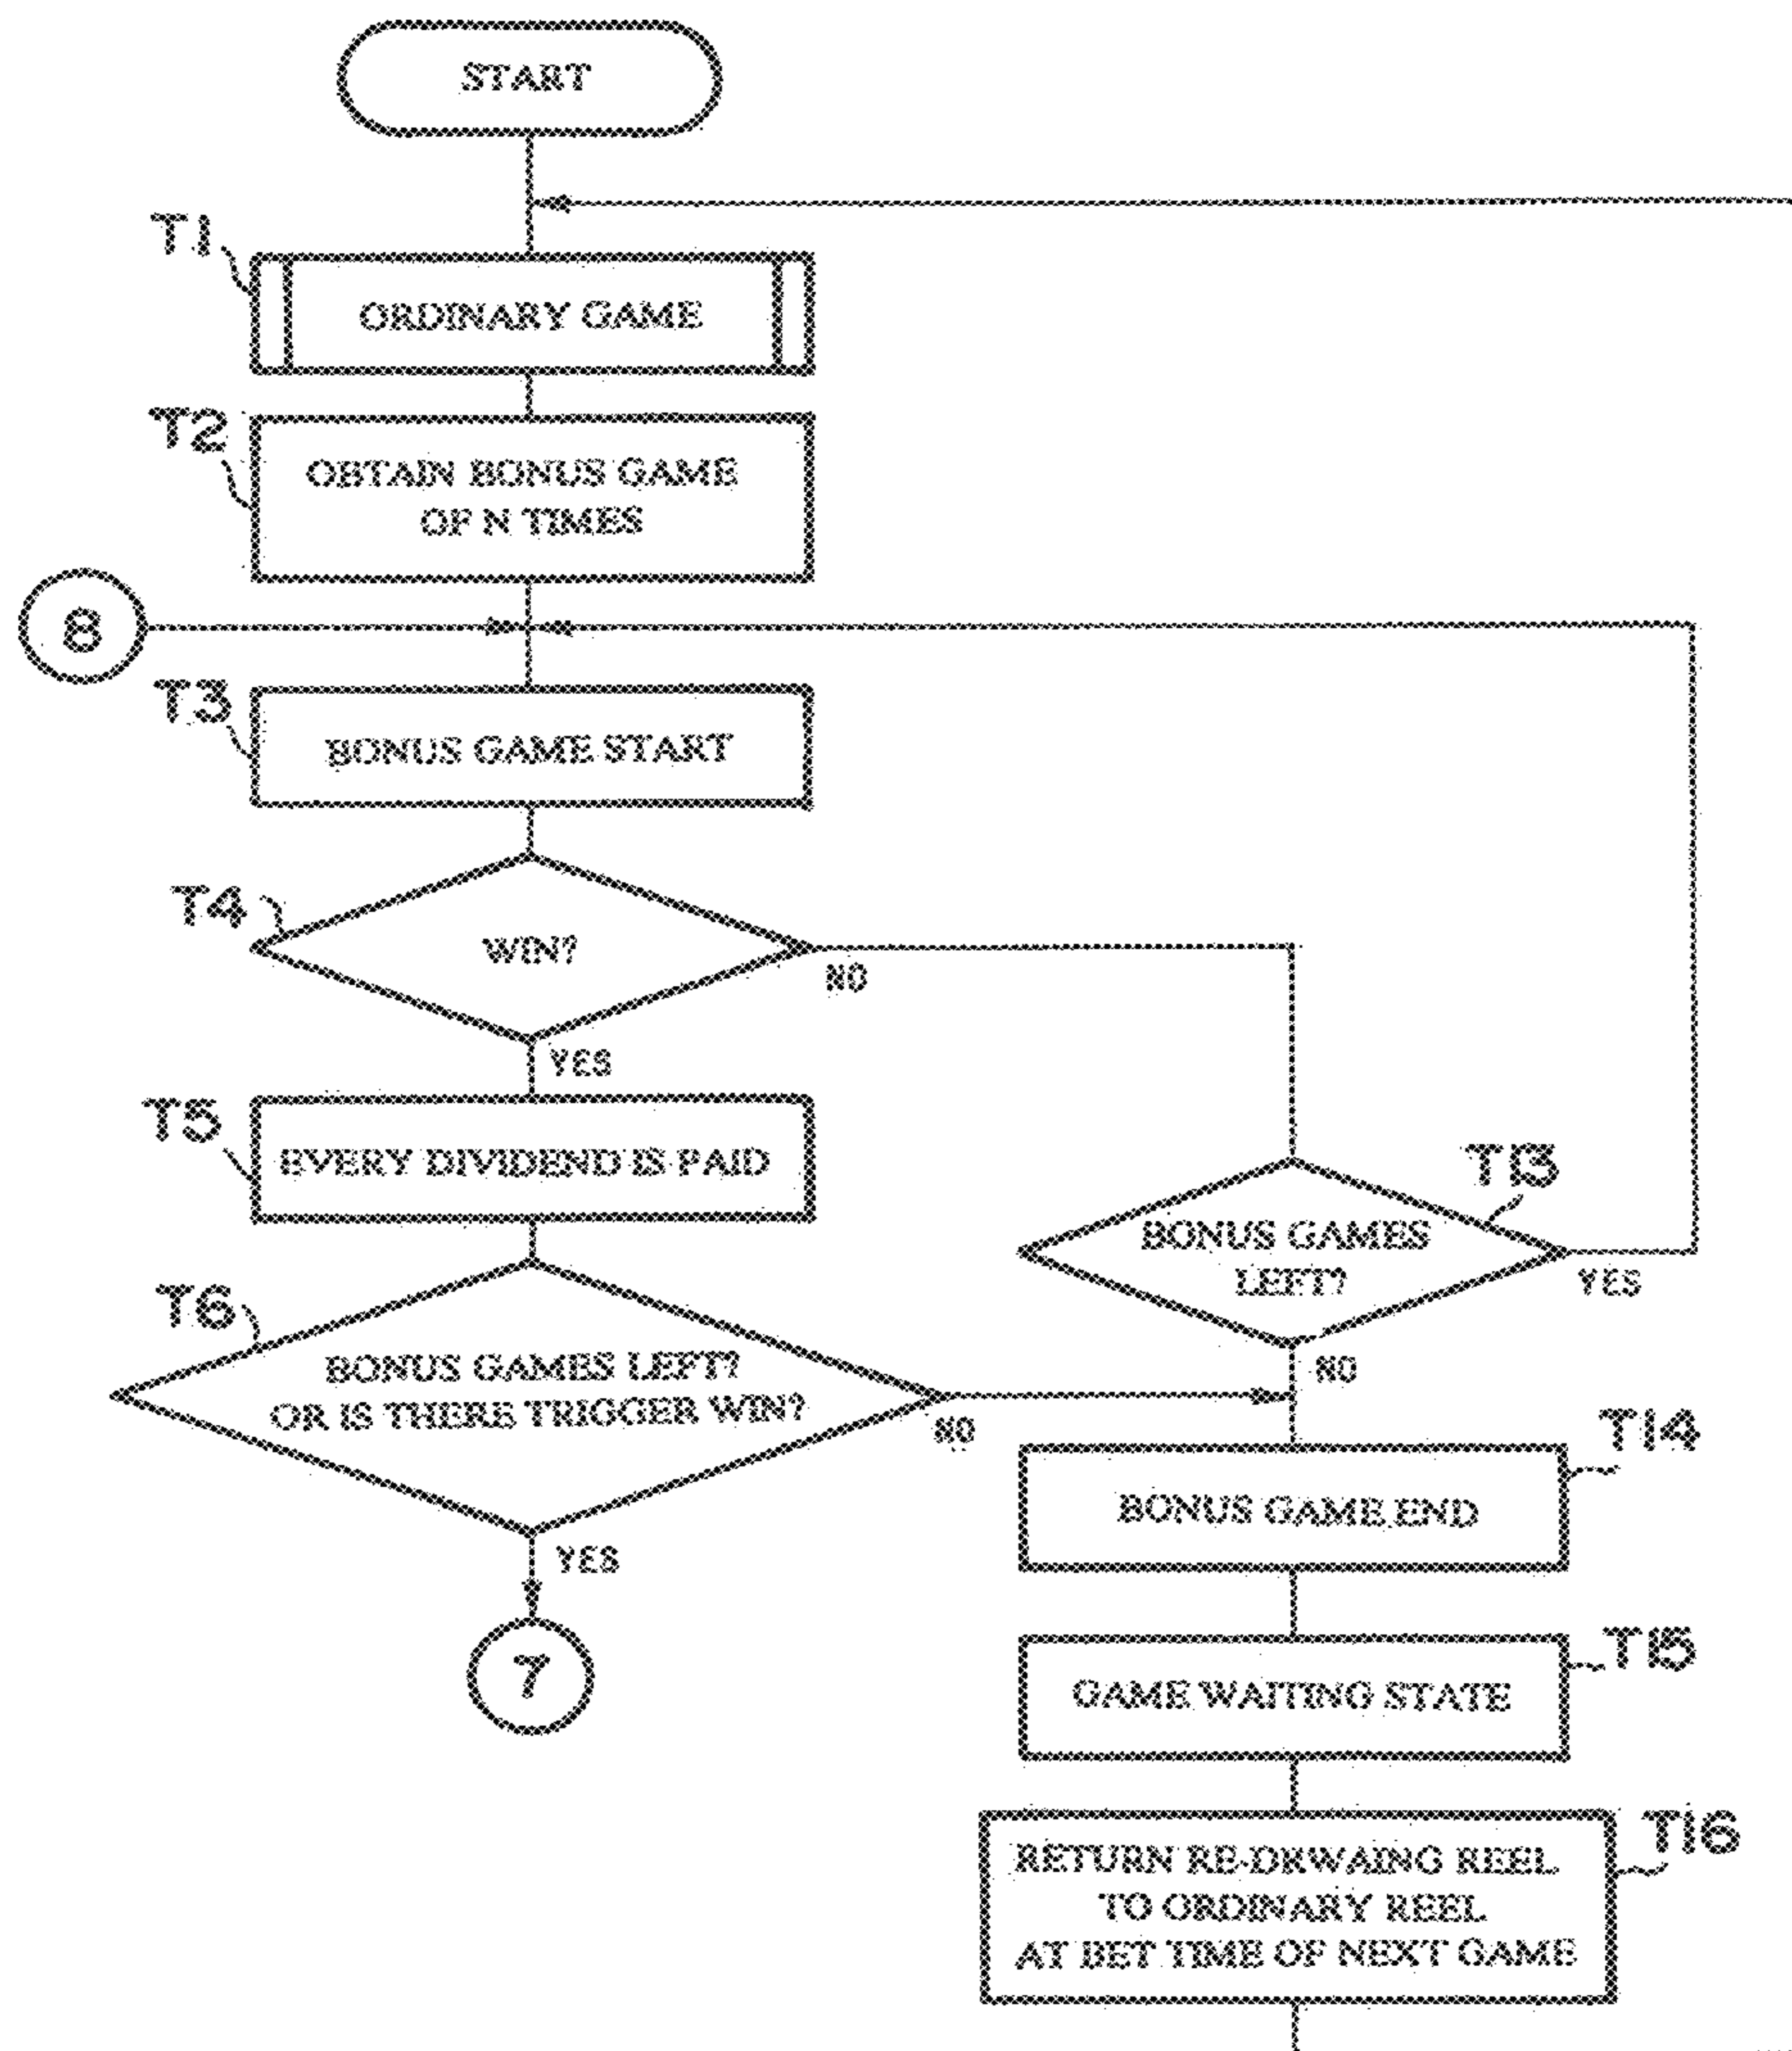 START
T1
ORDINARY GAME
T2
OBTAIN BONUS GAME
OF N TIMES
8
T3
BONUS GAME START
T4
WIN?
NO
YES
T5
EVERY DIVIDEND IS PAID
T13
BONUS GAMES
LEFT?
YES
NO
T6
BONUS GAMES LEFT?
OR IS THERE TRIGGER WIN?
NO
YES
7
T14
BONUS GAME END
T15
GAME WAITING STATE
T16
RETURN RE-DRWAING REEL
TO ORDINARY REEL
AT BET TIME OF NEXT GAME